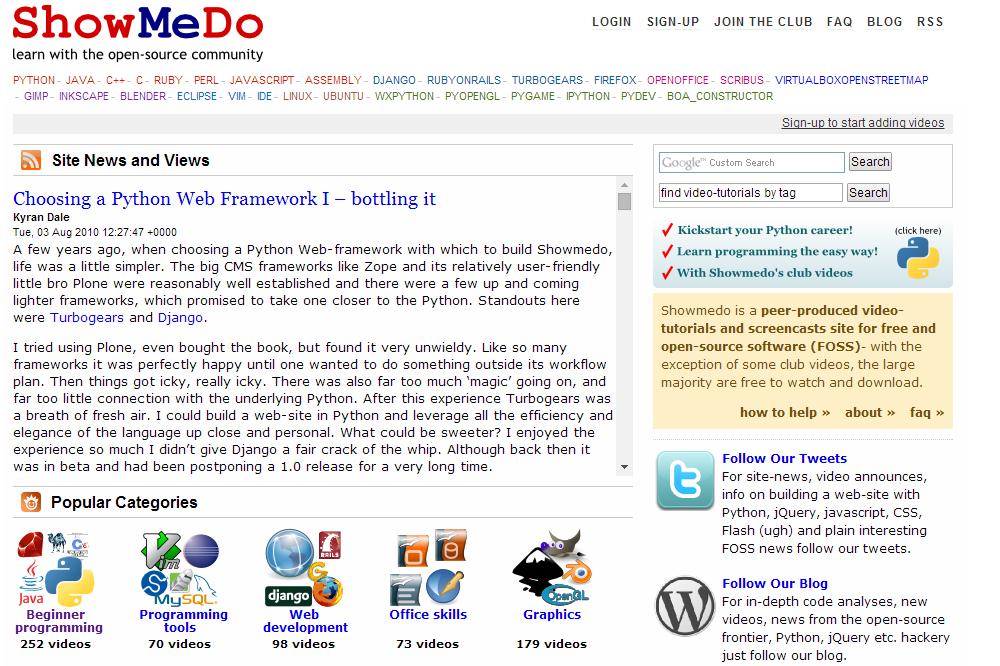 ShowMeDo
learn with the open-source community
LOGIN SIGN-UP JOIN THE CLUB FAQ BLOG RSS
PYTHON - JAVA - C++ - C - RUBY - PERL - JAVASCRIPT - ASSEMBLY - DJANGO - RUBYONRAILS - TURBOGEARS - FIREFOX - OPENOFFICE - SCRIBUS - VIRTUALBOXOPENSTREETMAP
- GIMP - INKSCAPE - BLENDER - ECLIPSE - VIM - IDE - LINUX - UBUNTU - WXPYTHON - PYOPENGL - PYGAME - IPYTHON - PYDEV - BOA_CONSTRUCTOR
Sign-up to start adding videos
Site News and Views
Choosing a Python Web Framework I – bottling it
Kyran Dale
Tue, 03 Aug 2010 12:27:47 +0000
A few years ago, when choosing a Python Web-framework with which to build Showmedo,
life was a little simpler. The big CMS frameworks like Zope and its relatively user-friendly
little bro Plone were reasonably well established and there were a few up and coming
lighter frameworks, which promised to take one closer to the Python. Standouts here
were Turbogears and Django.
I tried using Plone, even bought the book, but found it very unwieldy. Like so many
frameworks it was perfectly happy until one wanted to do something outside its workflow
plan. Then things got icky, really icky. There was also far too much ‘magic’ going on, and
far too little connection with the underlying Python. After this experience Turbogears was
a breath of fresh air. I could build a web-site in Python and leverage all the efficiency and
elegance of the language up close and personal. What could be sweeter? I enjoyed the
experience so much I didn’t give Django a fair crack of the whip. Although back then it
was in beta and had been postponing a 1.0 release for a very long time.
Popular Categories
Java
Vim
MySQL
RAILS
django
OpenGL
Beginner programming
252 videos
Programming tools
70 videos
Web development
98 videos
Office skills
73 videos
Graphics
179 videos
Google™ Custom Search Search
find video-tutorials by tag Search
Kickstart your Python career! (click here)
Learn programming the easy way!
With Showmedo's club videos
Showmedo is a peer-produced video-
tutorials and screencasts site for free and
open-source software (FOSS)- with the
exception of some club videos, the large
majority are free to watch and download.
how to help » about » faq »
Follow Our Tweets
For site-news, video announces,
info on building a web-site with
Python, jQuery, javascript, CSS,
Flash (ugh) and plain interesting
FOSS news follow our tweets.
Follow Our Blog
For in-depth code analyses, new
videos, news from the open-source
frontier, Python, jQuery etc. hackery
just follow our blog.